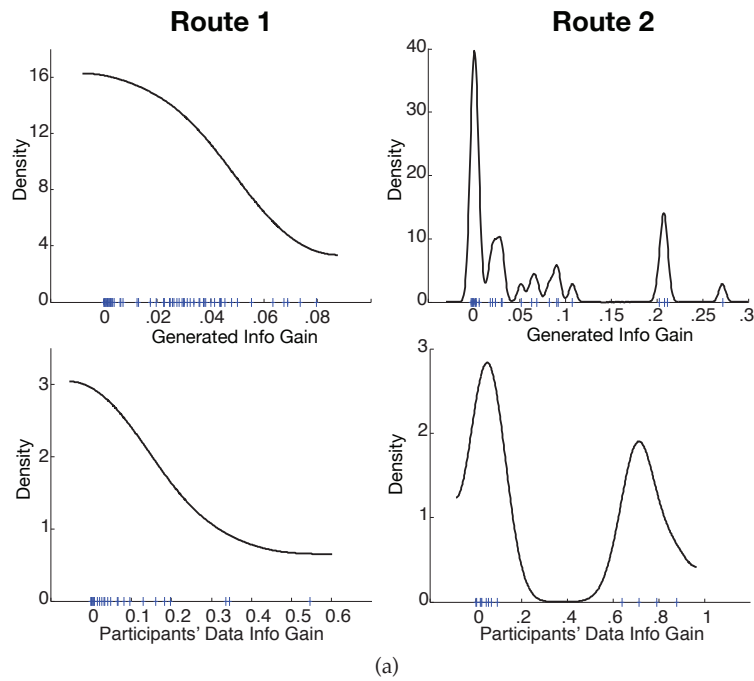 Route 1
Route 2
Density
16
12
8
4
0
0 .02 .04 .06 .08
Generated Info Gain
Density
40
30
20
10
0
0 .05 .1 .15 .2 .25 0.3
Generated Info Gain
Density
3
2
1
0
0 0.1 0.2 0.3 0.4 0.5 0.6
Participants' Data Info Gain
Density
3
2
1
0
0 .2 .4 .6 .8 1
Participants' Data Info Gain
(a)